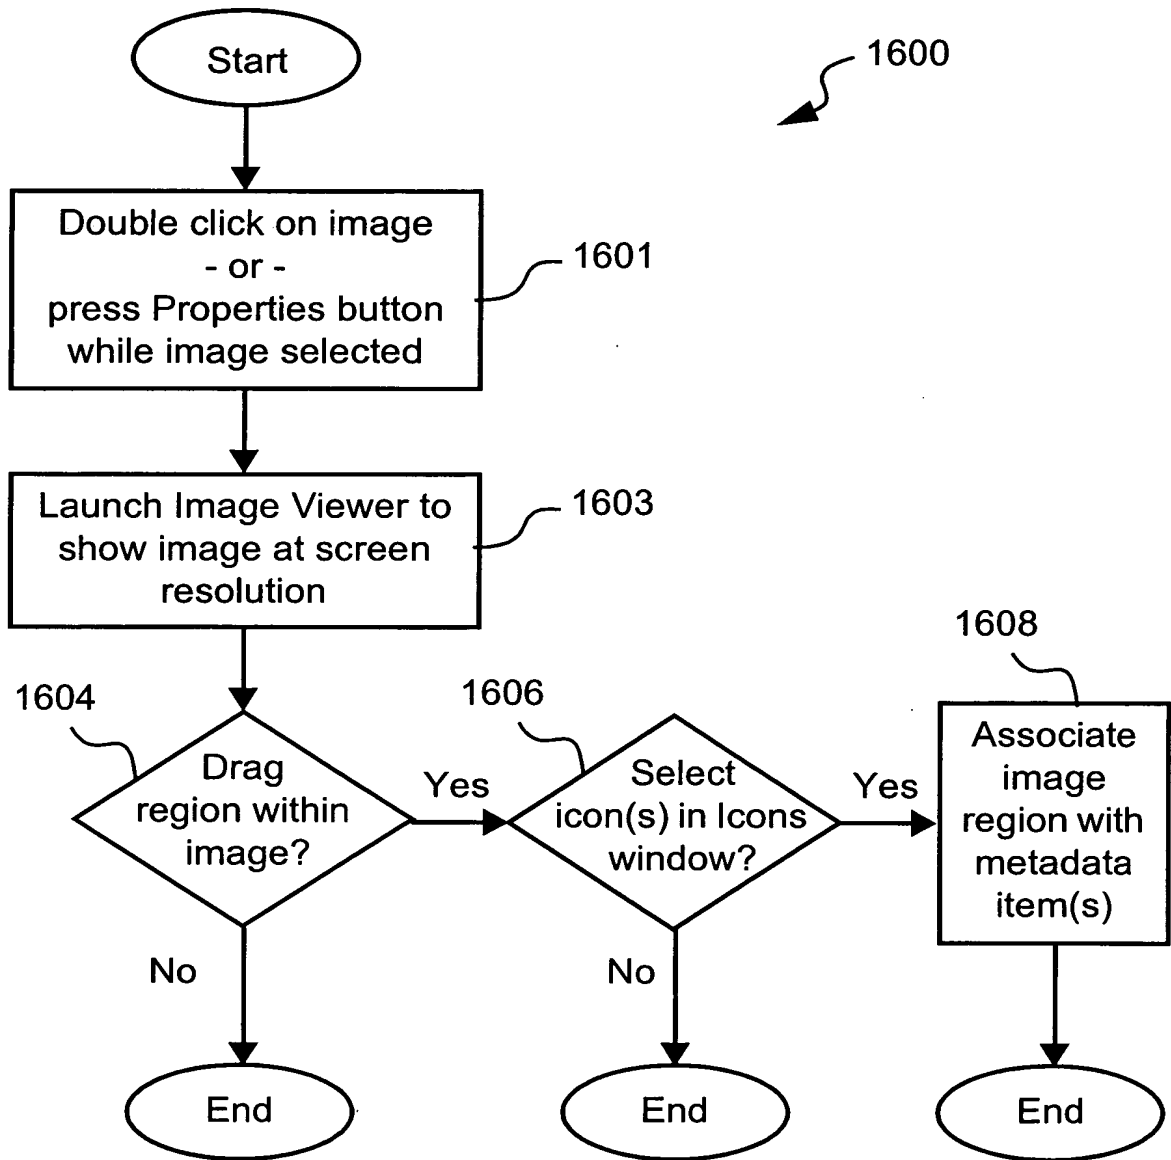 Start
1600
Double click on image
- or -
press Properties button
while image selected
1601
Launch Image Viewer to
show image at screen
resolution
1603
1604
Drag
region within
image?
Yes
No
1606
Select
icon(s) in Icons
window?
Yes
No
1608
Associate
image
region with
metadata
item(s)
End
End
End